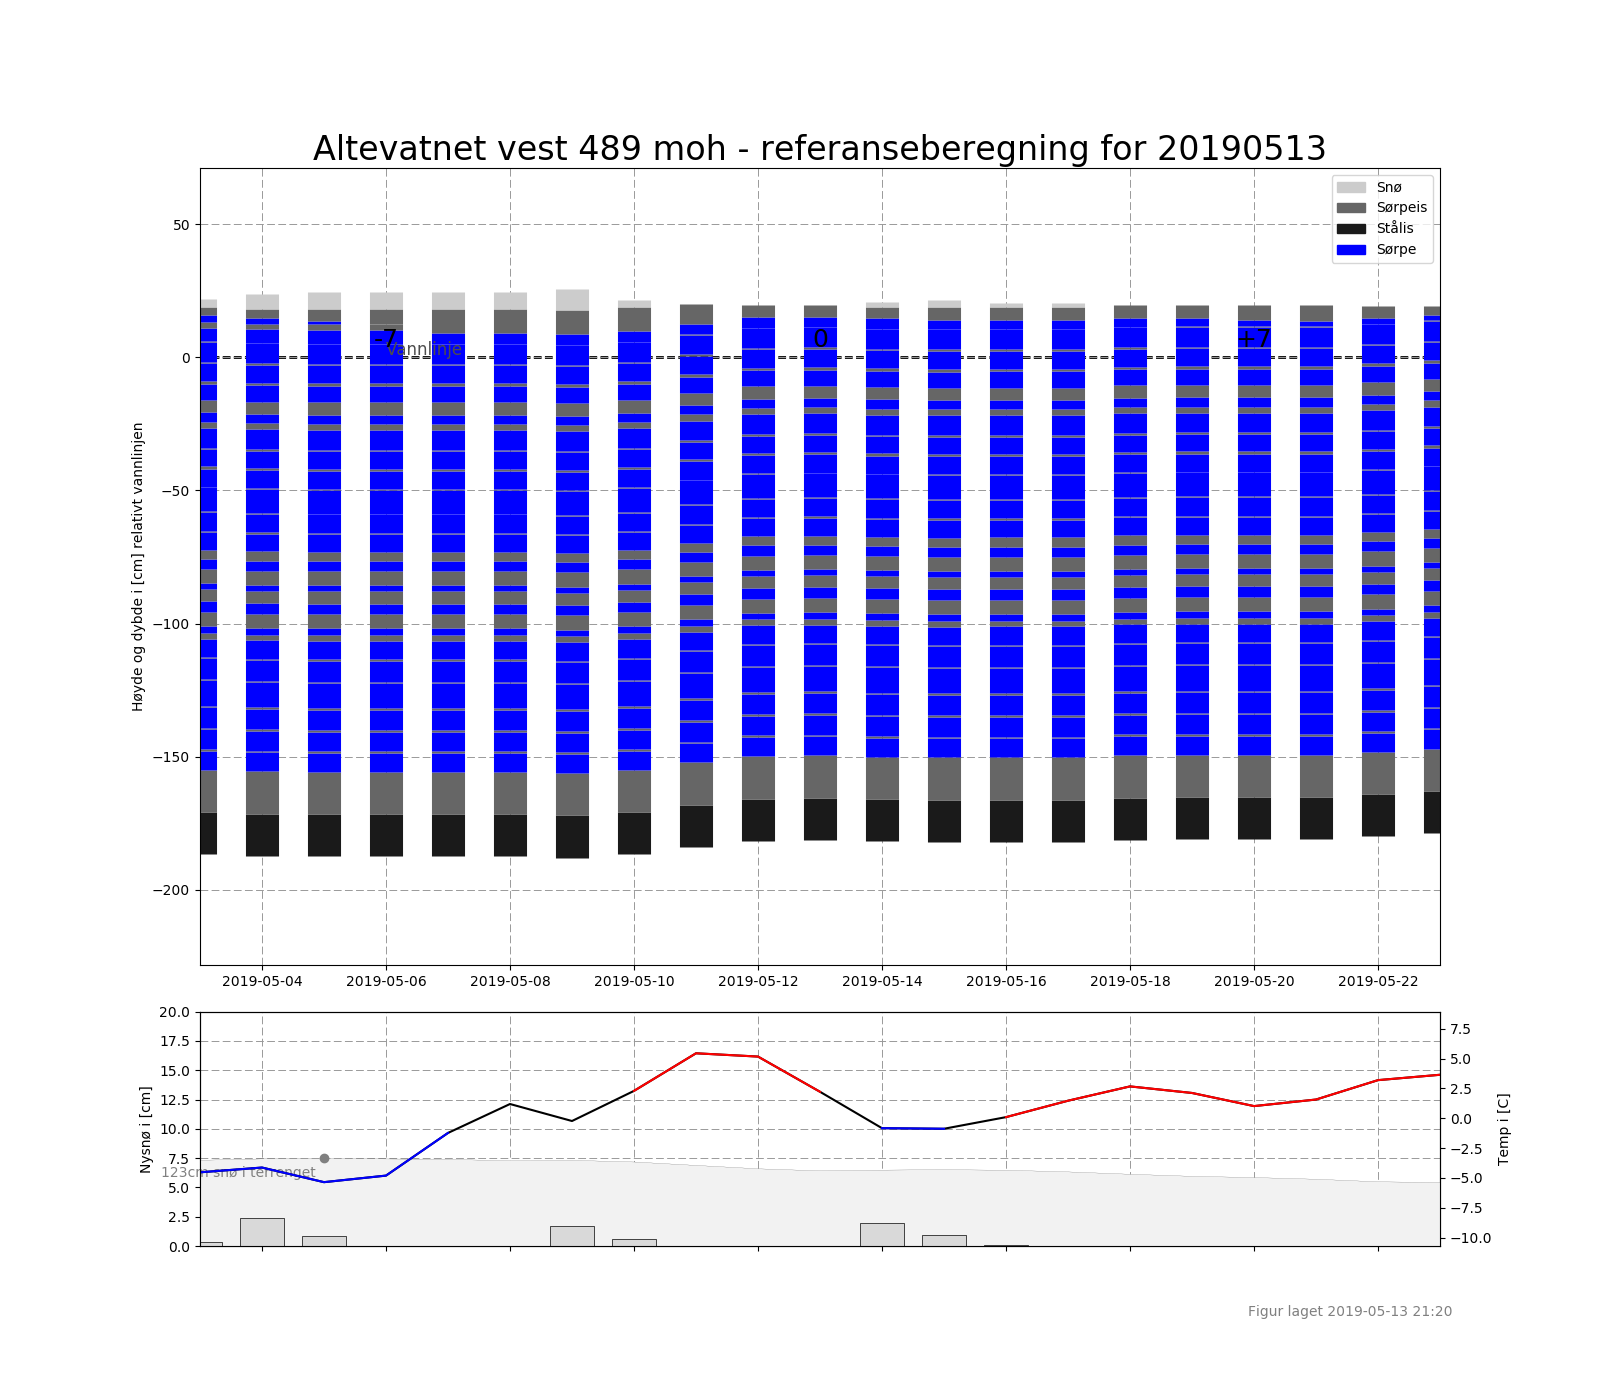 Altevatnet vest 489 moh - referanseberegning for 20190513
Høyde og dybde i [cm] relativt vannlinjen
50
0
−50
−100
−150
−200
Snø
Sørpeis
Stålis
Sørpe
-7
0
+7
Vannlinje
2019-05-04 2019-05-06 2019-05-08 2019-05-10 2019-05-12 2019-05-14 2019-05-16 2019-05-18 2019-05-20 2019-05-22
Nysnø i [cm]
20.0
17.5
15.0
12.5
10.0
7.5
5.0
2.5
0.0
123cm snø i terrenget
7.5
5.0
2.5
0.0
−2.5
−5.0
−7.5
−10.0
Temp i [C]
Figur laget 2019-05-13 21:20